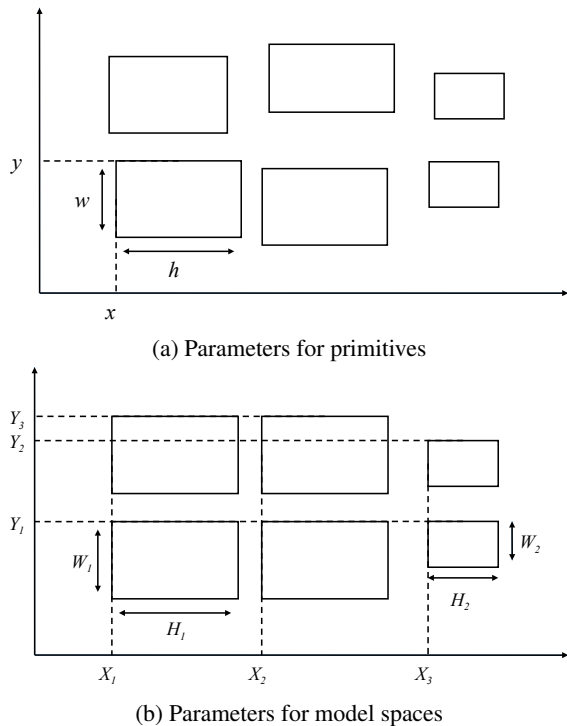 y
w
h
x
(a) Parameters for primitives
Y₃
Y₂
Y₁
W₁
W₂
H₁
H₂
X₁ X₂ X₃
(b) Parameters for model spaces